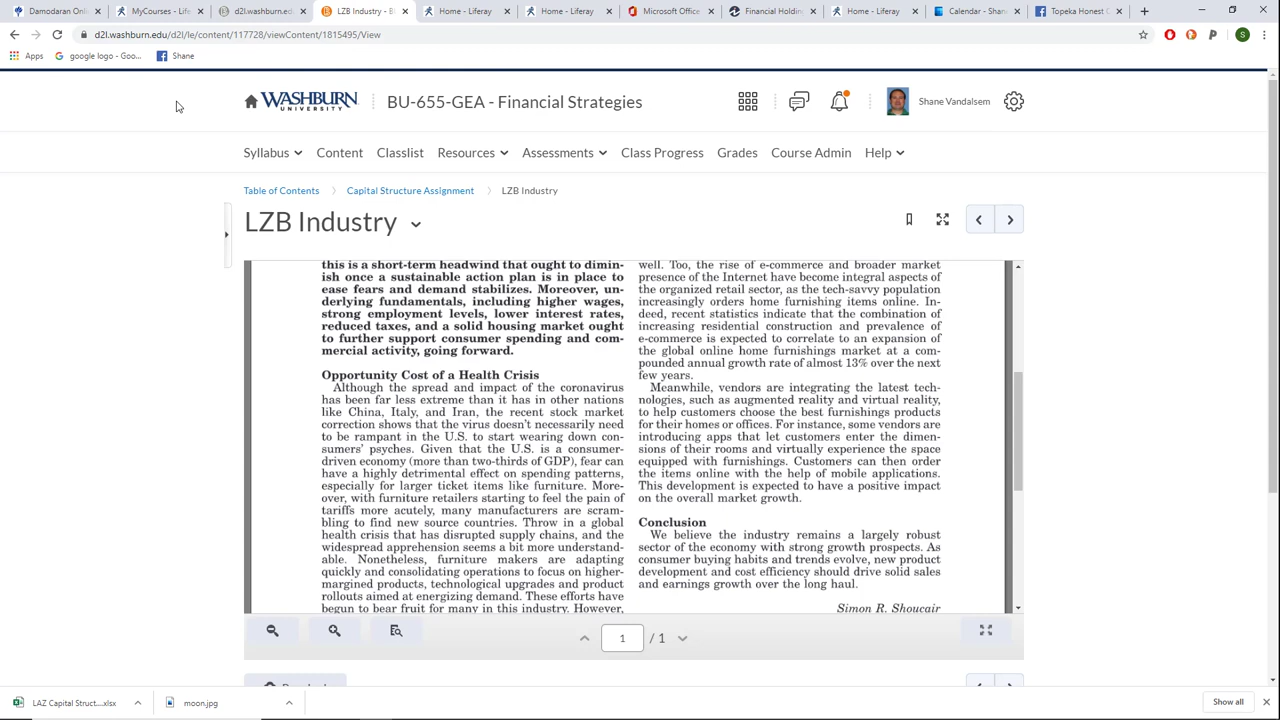 Damodaran Onlin
MyCourses - Life
d2l.washburn.edu
LZB Industry - B
Home - Liferay
Home - Liferay
Microsoft Office
Financial Holding
Home - Liferay
Calendar - Shan
Topeka Honest C
d2l.washburn.edu/d2l/le/content/117728/viewContent/1815495/View
S
Apps
google logo - Goo...
Shane
WASHBURN
UNIVERSITY
BU-655-GEA - Financial Strategies
Shane Vandalsem
Syllabus
Content
Classlist
Resources
Assessments
Class Progress
Grades
Course Admin
Help
Table of Contents
Capital Structure Assignment
LZB Industry
LZB Industry
this is a short-term headwind that ought to dimin-
ish once a sustainable action plan is in place to
ease fears and demand stabilizes. Moreover, un-
derlying fundamentals, including higher wages,
strong employment levels, lower interest rates,
reduced taxes, and a solid housing market ought
to further support consumer spending and com-
mercial activity, going forward.
Opportunity Cost of a Health Crisis
Although the spread and impact of the coronavirus
has been far less extreme than it has in other nations
like China, Italy, and Iran, the recent stock market
correction shows that the virus doesn't necessarily need
to be rampant in the U.S. to start wearing down con-
sumers' psyches. Given that the U.S. is a consumer-
driven economy (more than two-thirds of GDP), fear can
have a highly detrimental effect on spending patterns,
especially for larger ticket items like furniture. More-
over, with furniture retailers starting to feel the pain of
tariffs more acutely, many manufacturers are scram-
bling to find new source countries. Throw in a global
health crisis that has disrupted supply chains, and the
widespread apprehension seems a bit more understand-
able. Nonetheless, furniture makers are adapting
quickly and consolidating operations to focus on higher-
margined products, technological upgrades and product
rollouts aimed at energizing demand. These efforts have
begun to bear fruit for many in this industry. However,
well. Too, the rise of e-commerce and broader market
presence of the Internet have become integral aspects of
the organized retail sector, as the tech-savvy population
increasingly orders home furnishing items online. In-
deed, recent statistics indicate that the combination of
increasing residential construction and prevalence of
e-commerce is expected to correlate to an expansion of
the global online home furnishings market at a com-
pounded annual growth rate of almost 13% over the next
few years.
Meanwhile, vendors are integrating the latest tech-
nologies, such as augmented reality and virtual reality,
to help customers choose the best furnishings products
for their homes or offices. For instance, some vendors are
introducing apps that let customers enter the dimen-
sions of their rooms and virtually experience the space
equipped with furnishings. Customers can then order
the items online with the help of mobile applications.
This development is expected to have a positive impact
on the overall market growth.
Conclusion
We believe the industry remains a largely robust
sector of the economy with strong growth prospects. As
consumer buying habits and trends evolve, new product
development and cost efficiency should drive solid sales
and earnings growth over the long haul.
Simon R. Shoucair
1 / 1
LAZ Capital Struct....xlsx
moon.jpg
Show all